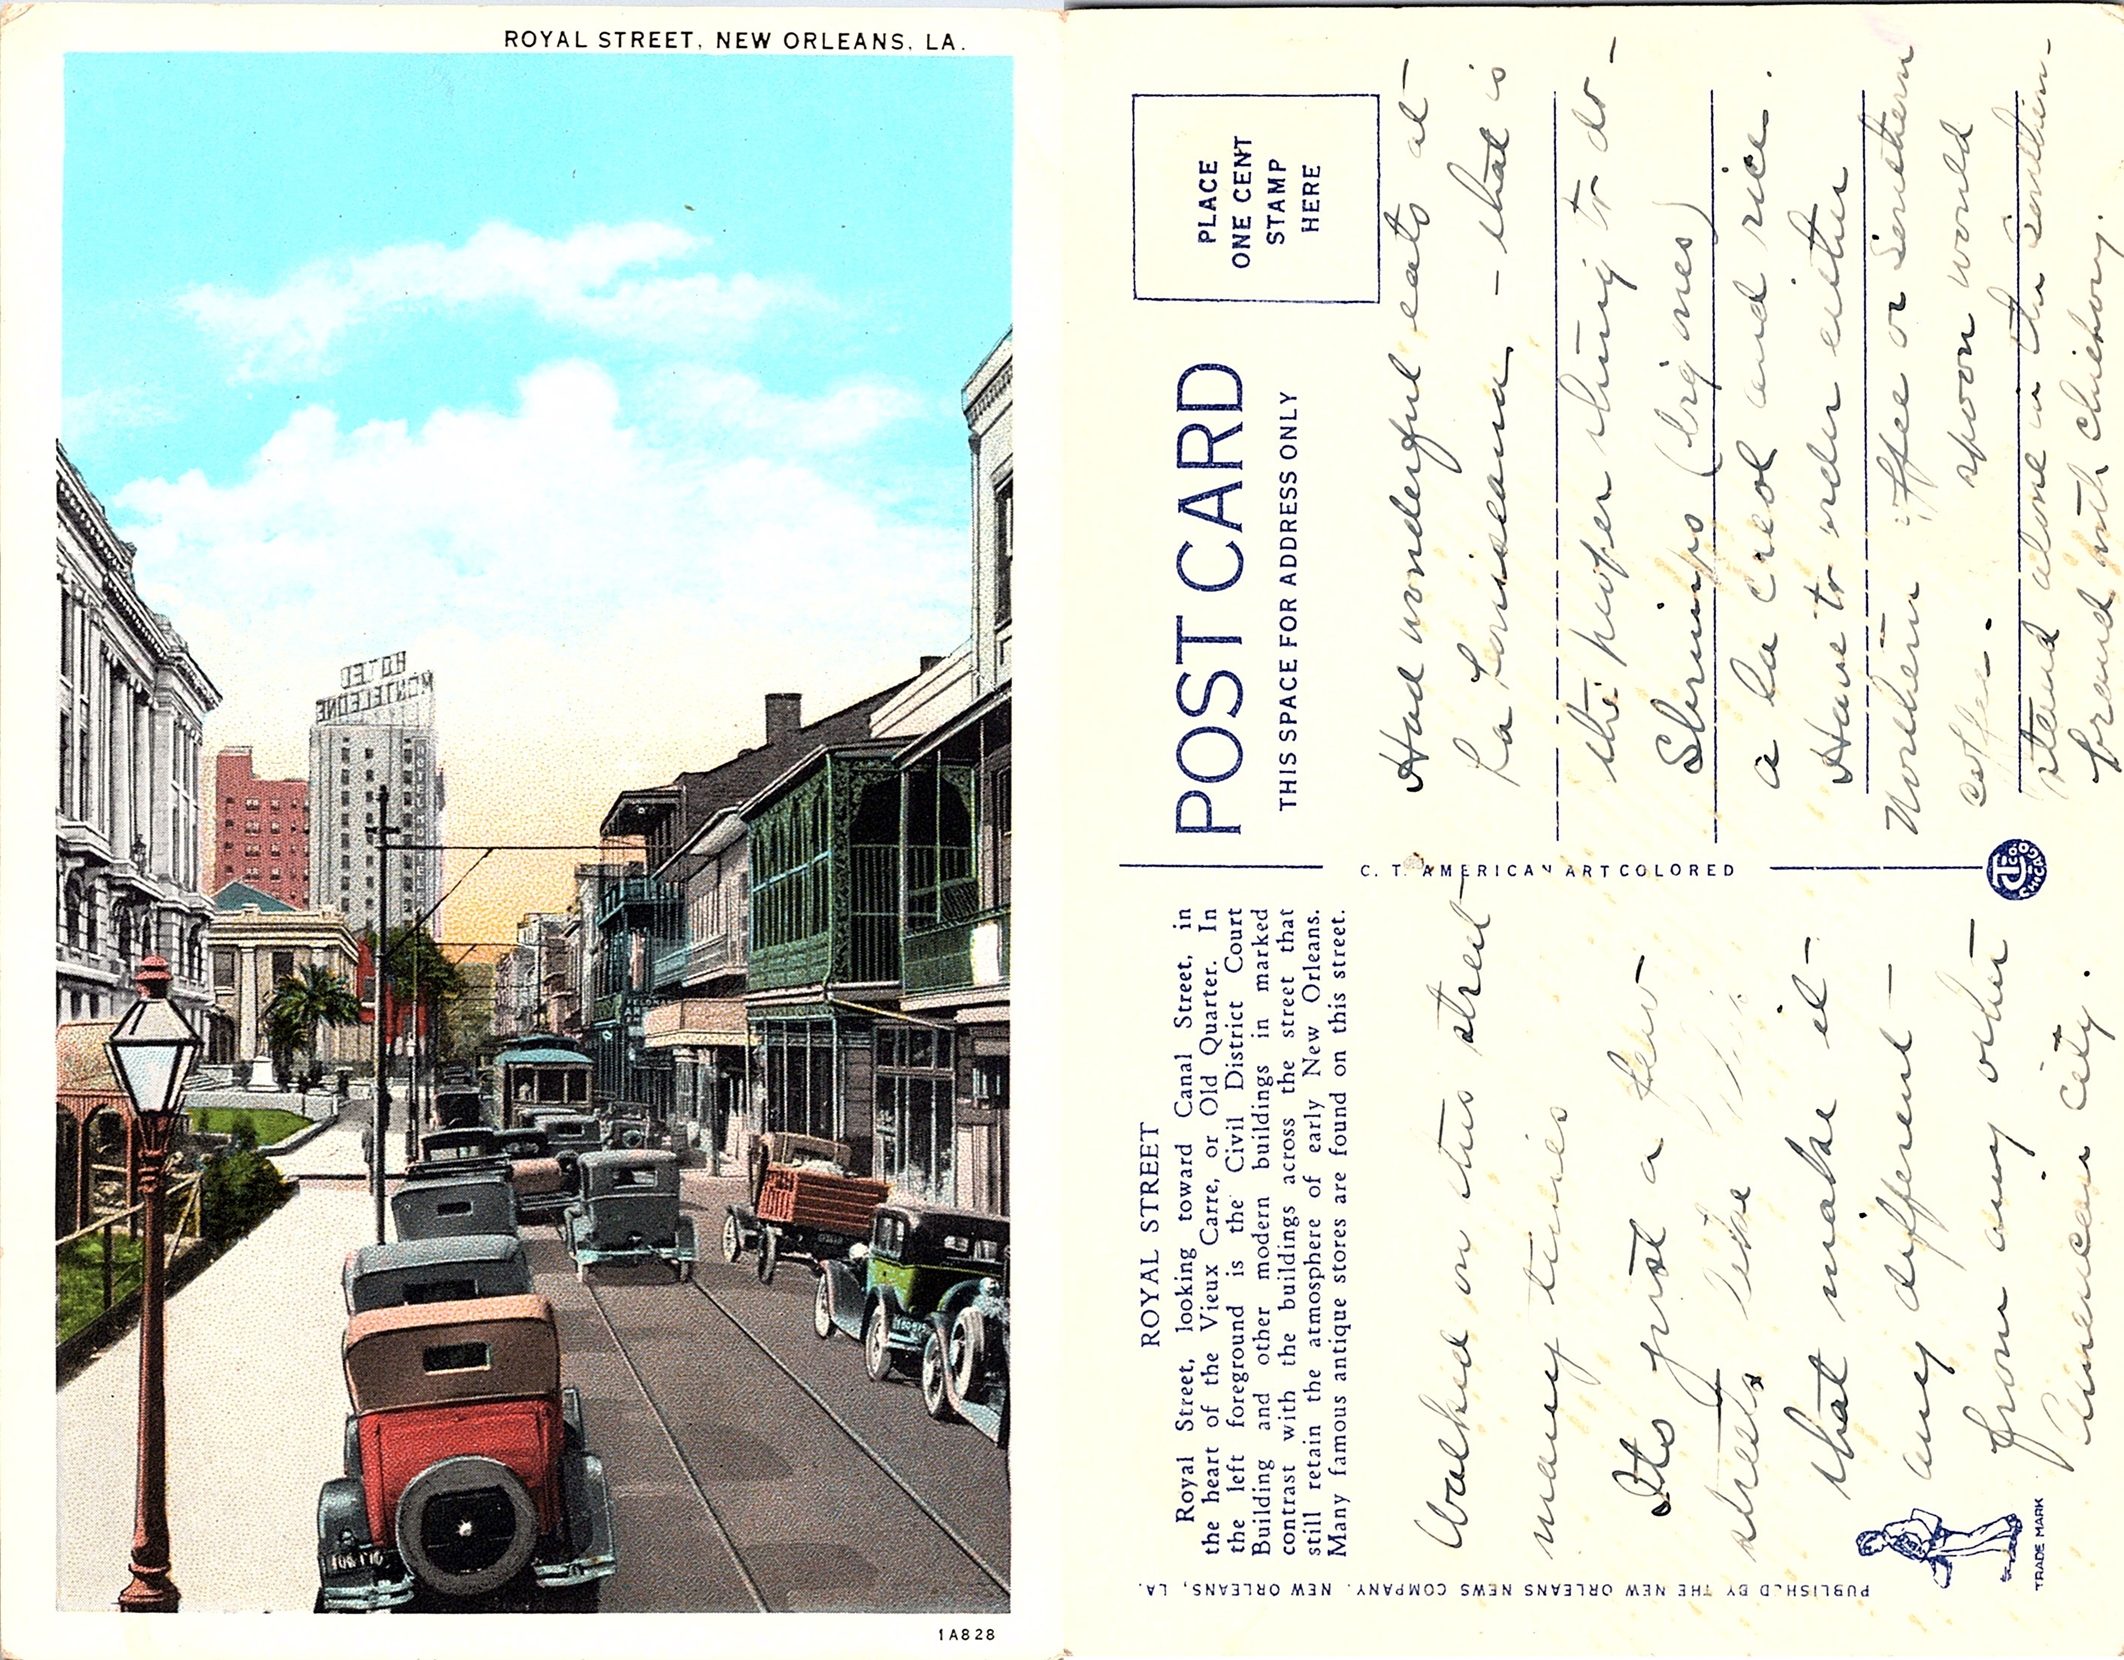 ROYAL STREET, NEW ORLEANS, LA.
HOTEL
MONTELEONE
1A828
POST CARD
THIS SPACE FOR ADDRESS ONLY
PLACE
ONE CENT
STAMP
HERE
ROYAL STREET
Royal Street, looking toward Canal Street, in
the heart of the Vieux Carre, or Old Quarter. In
the left foreground is the Civil District Court
Building and other modern buildings in marked
contrast with the buildings across the street that
still retain the atmosphere of early New Orleans.
Many famous antique stores are found on this street.
C. T. AMERICAN ART COLORED
PUBLISHED BY THE NEW ORLEANS NEWS COMPANY. NEW ORLEANS, LA.
TRADE MARK
CTCO
CHICAGO
Walked on this street -
many times
Its just a few
streets like this
that make it -
any different -
from any other
American city.
Had wonderful eats at
La Louiseana - that is
the proper thing to do -
Shrimps (big ones)
a la creol and rice.
Have to order either
Northern coffee or southern
coffee - spoon would
stand alone in the southern -
brewed with chickory.